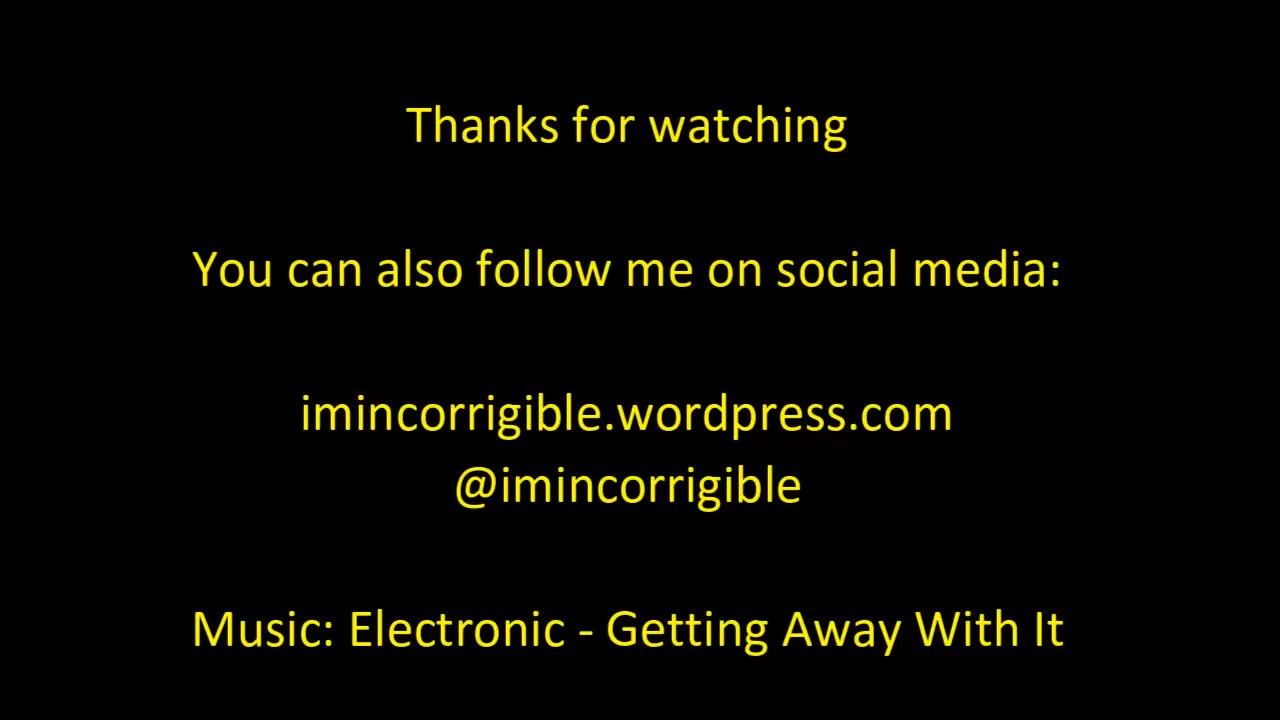 Thanks for watching
You can also follow me on social media:
imincorrigible.wordpress.com
@imincorrigible
Music: Electronic - Getting Away With It